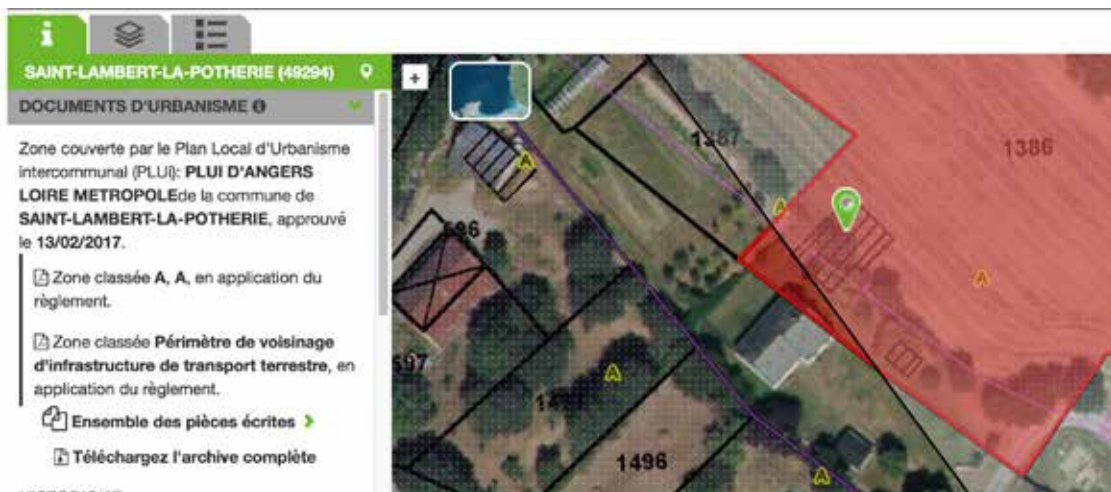 SAINT-LAMBERT-LA-POTHERIE (49294)
DOCUMENTS D'URBANISME
Zone couverte par le Plan Local d'Urbanisme
intercommunal (PLUi): PLUI D'ANGERS
LOIRE METROPOLEde la commune de
SAINT-LAMBERT-LA-POTHERIE, approuvé
le 13/02/2017.
Zone classée A, A, en application du
règlement.
Zone classée Périmètre de voisinage
d'infrastructure de transport terrestre, en
application du règlement.
Ensemble des pièces écrites >
Téléchargez l'archive complète
+
1387
1386
A
A
A
A
A
1496